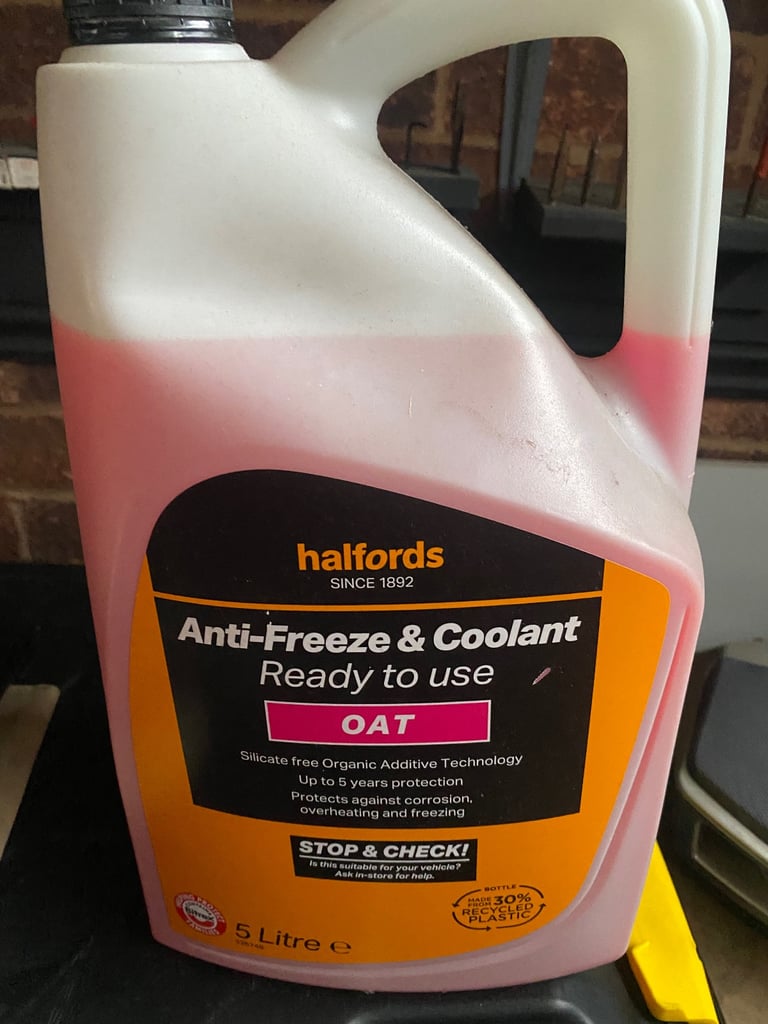 halfords
SINCE 1892
Anti-Freeze & Coolant
Ready to use
OAT
Silicate free Organic Additive Technology
Up to 5 years protection
Protects against corrosion,
overheating and freezing
STOP & CHECK!
Is this suitable for your vehicle?
Ask in-store for help.
BOTTLE
MADE FROM 30%
RECYCLED
PLASTIC
Bitrex
5 Litre ℮